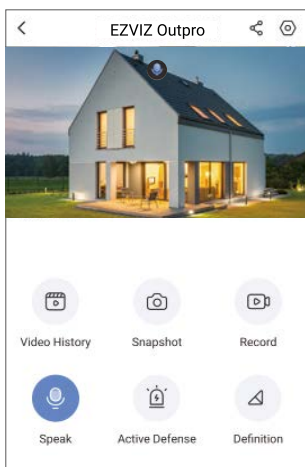 EZVIZ Outpro
Video History
Snapshot
Record
Speak
Active Defense
Definition